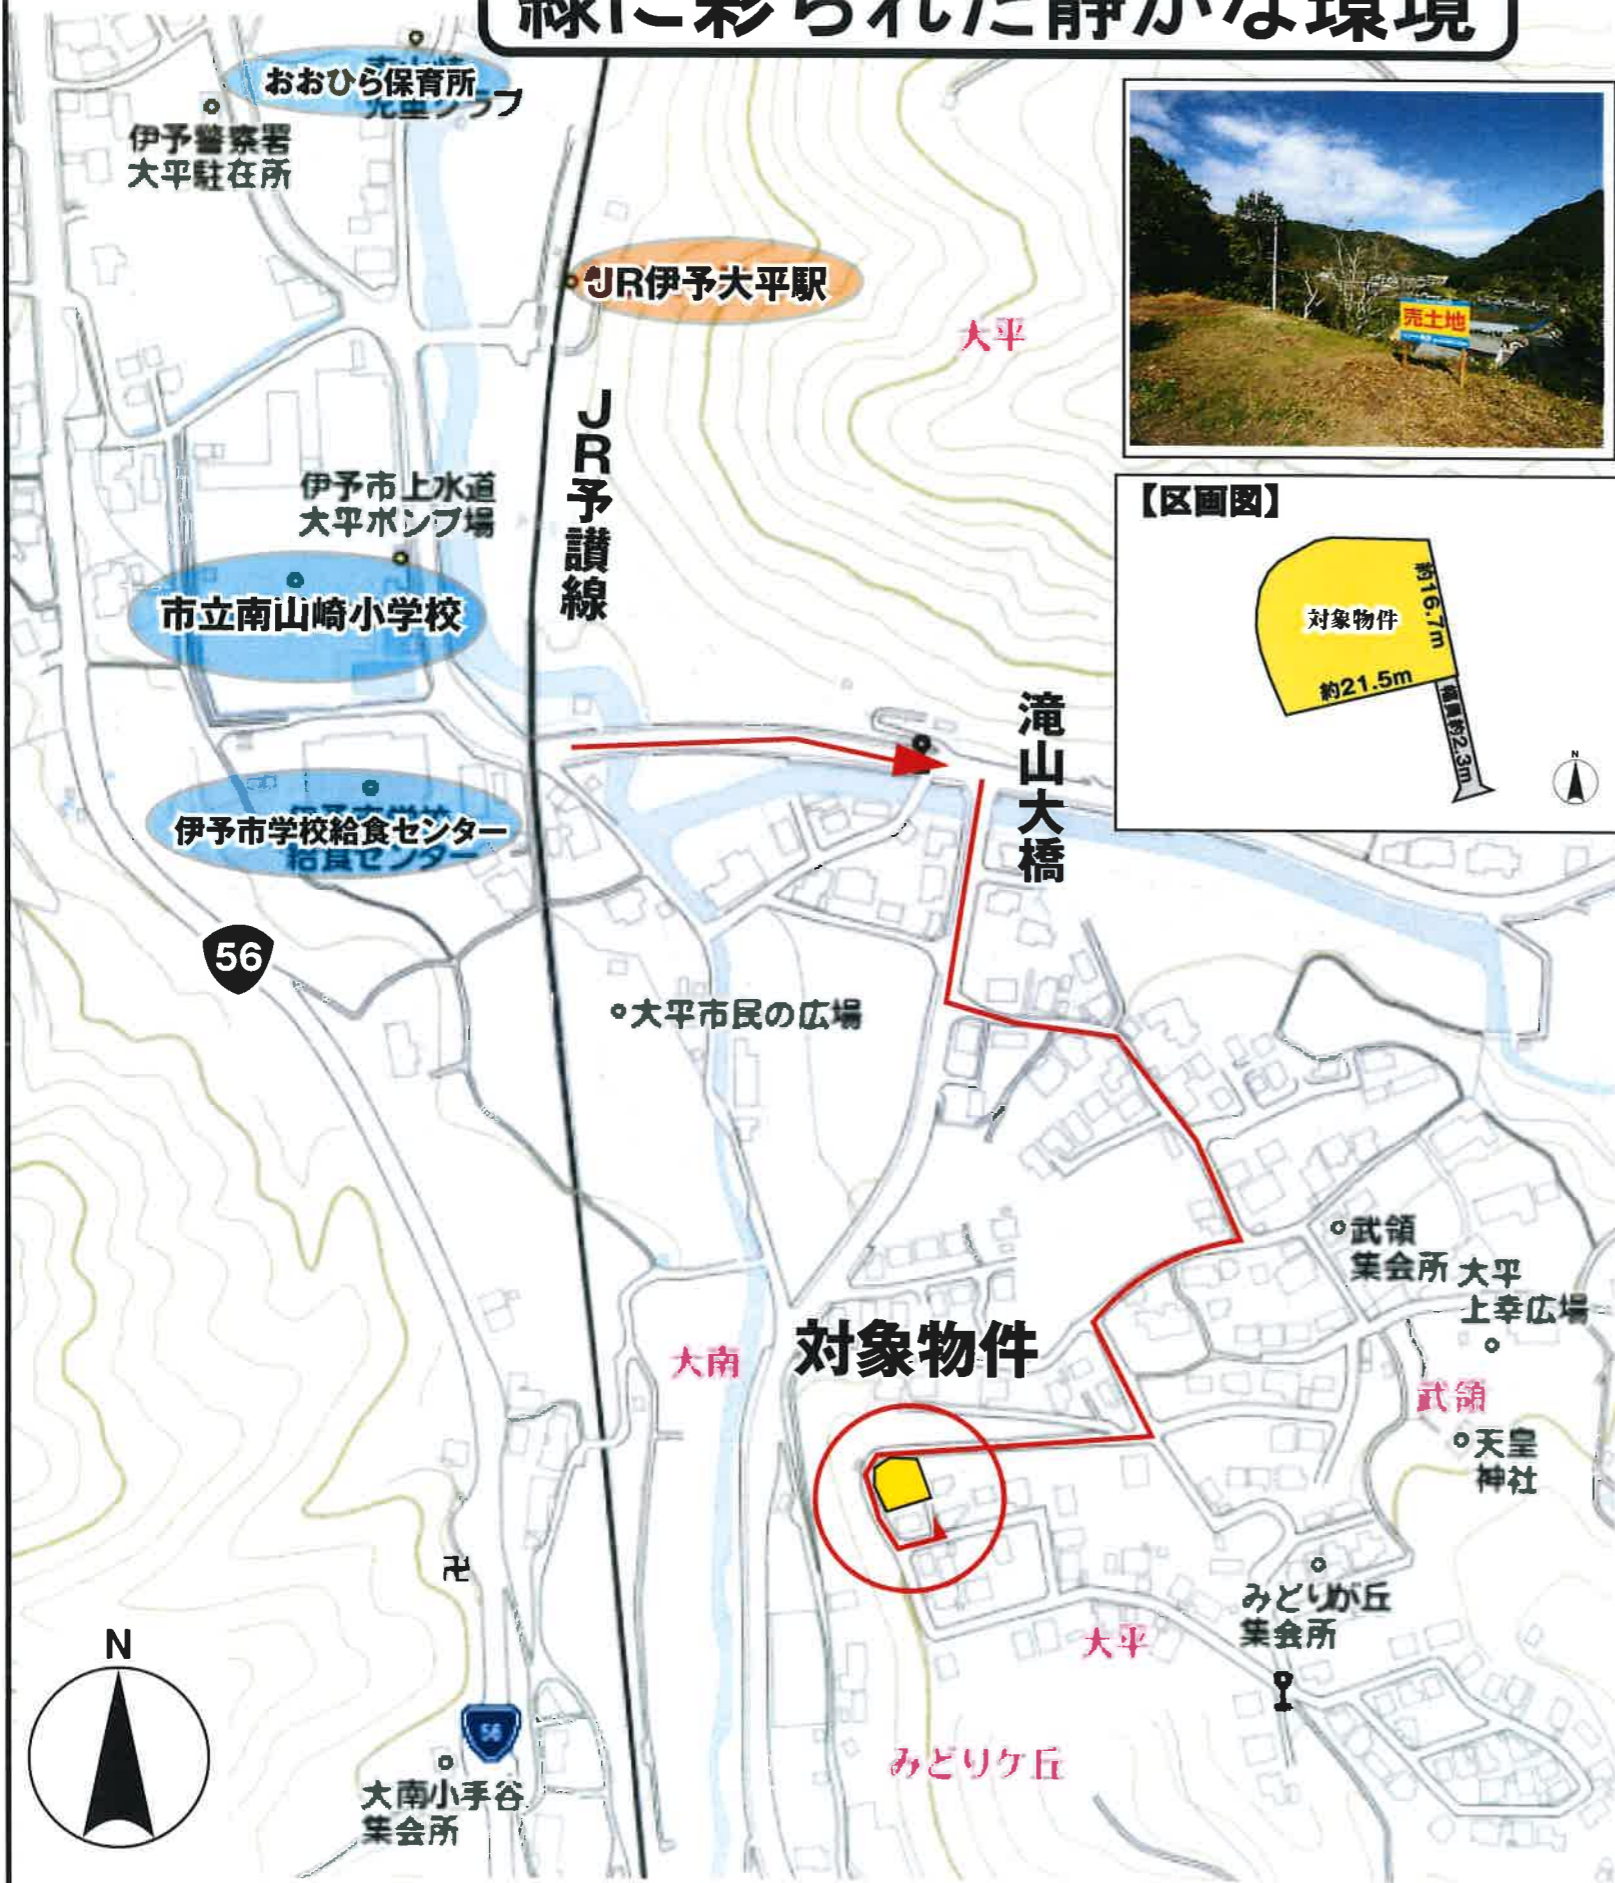 緑に彩られた静かな環境
おおひら保育所
児童クラブ
伊予警察署
大平駐在所
JR伊予大平駅
大平
売土地
JR予讃線
伊予市上水道
大平ポンプ場
市立南山崎小学校
【区画図】
対象物件
約16.7m
約21.5m
幅員約2.3m
N
滝山大橋
伊予市学校給食センター
給食センター
56
大平市民の広場
武領
集会所
大平
上幸広場
対象物件
大南
武領
天皇
神社
みどりが丘
集会所
大平
N
56
みどりケ丘
大南小手谷
集会所